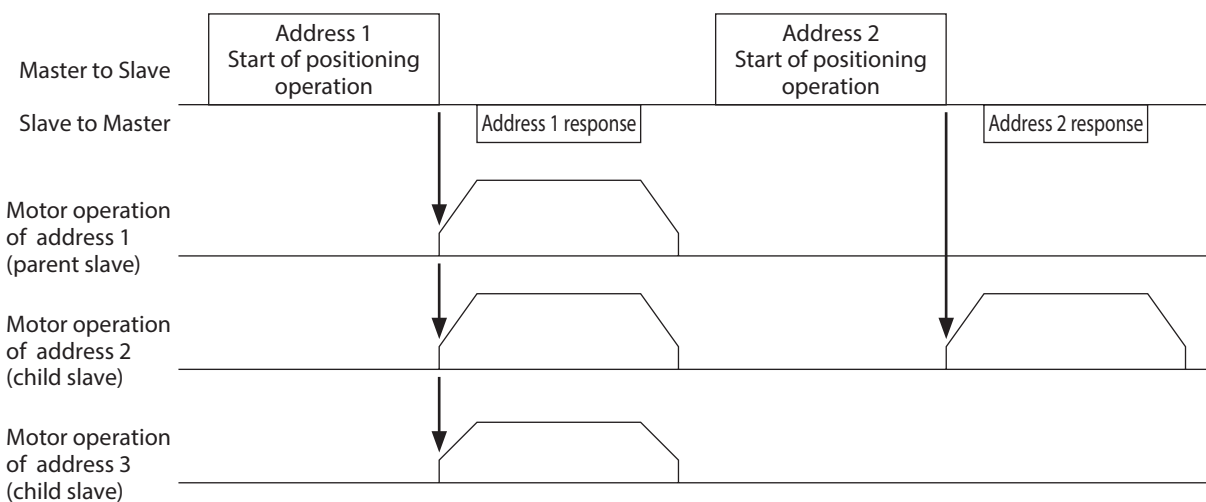 Address 1
Start of positioning
operation
Address 2
Start of positioning
operation
Master to Slave
Slave to Master
Address 1 response
Address 2 response
Motor operation
of address 1
(parent slave)
Motor operation
of address 2
(child slave)
Motor operation
of address 3
(child slave)